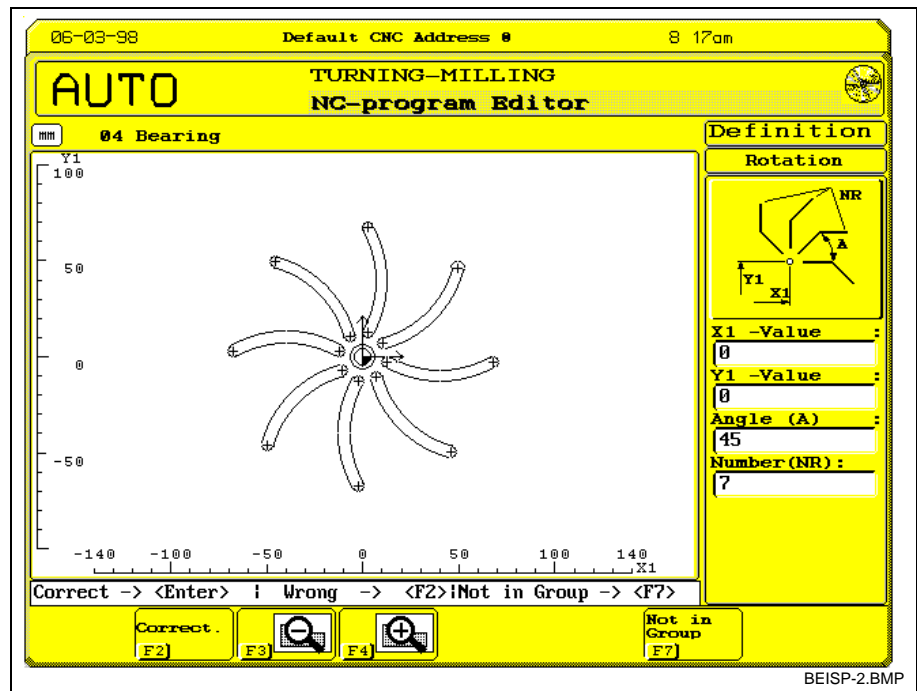 06-03-98 Default CNC Address 0 8 17am
AUTO
TURNING-MILLING
NC-program Editor
mm 04 Bearing
Definition
Rotation
NR
A
Y1
X1
X1 -Value :
0
Y1 -Value :
0
Angle (A) :
45
Number(NR):
7
Y1
100
50
0
-50
-140 -100 -50 0 50 100 140
X1
Correct -> <Enter> | Wrong -> <F2>|Not in Group -> <F7>
Correct.
F2]
F3]
F4]
Not in
Group
F7]
BEISP-2.BMP